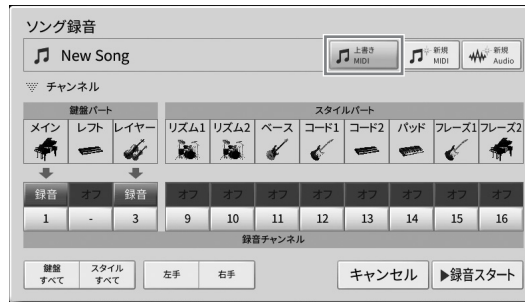 ソング録音
New Song
上書き
MIDI
新規
MIDI
新規
Audio
チャンネル
鍵盤パート
スタイルパート
メイン レフト レイヤー リズム1 リズム2 ベース コード1 コード2 パッド フレーズ1 フレーズ2
録音 オフ 録音 オフ オフ オフ オフ オフ オフ オフ オフ
1 - 3 9 10 11 12 13 14 15 16
録音チャンネル
鍵盤
すべて
スタイル
すべて
左手 右手 キャンセル ▶録音スタート